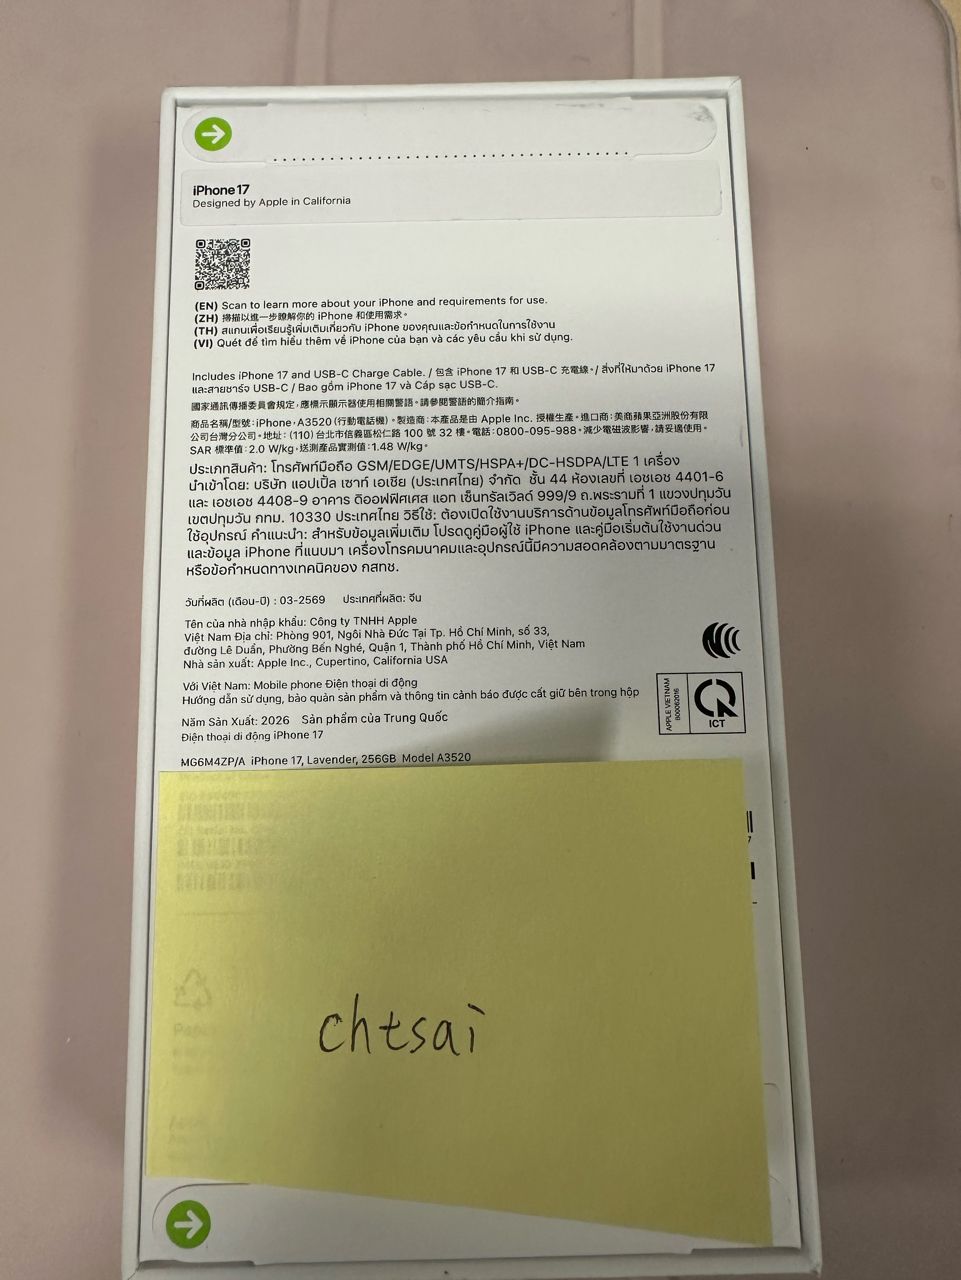 iPhone 17
Designed by Apple in California
(EN) Scan to learn more about your iPhone and requirements for use.
(ZH) 掃描以進一步瞭解你的 iPhone 和使用需求。
(TH) สแกนเพื่อเรียนรู้เพิ่มเติมเกี่ยวกับ iPhone ของคุณและข้อกำหนดในการใช้งาน
(VI) Quét để tìm hiểu thêm về iPhone của bạn và các yêu cầu khi sử dụng.
Includes iPhone 17 and USB-C Charge Cable. / 包含 iPhone 17 和 USB-C 充電線。/ สิ่งที่ให้มาด้วย iPhone 17
และสายชาร์จ USB-C / Bao gồm iPhone 17 và Cáp sạc USB-C.
國家通訊傳播委員會規定，應標示顯示器使用相關警語。請參閱警語的簡介指南。
商品名稱/型號：iPhone，A3520 (行動電話機)。製造商：本產品是由 Apple Inc. 授權生產。進口商：美商蘋果亞洲股份有限
公司台灣分公司。地址：(110) 台北市信義區松仁路 100 號 32 樓。電話：0800-095-988。減少電磁波影響，請妥適使用。
SAR 標準值：2.0 W/kg，送測產品實測值：1.48 W/kg。
ประเภทสินค้า: โทรศัพท์มือถือ GSM/EDGE/UMTS/HSPA+/DC-HSDPA/LTE 1 เครื่อง
นำเข้าโดย: บริษัท แอปเปิ้ล เซาท์ เอเชีย (ประเทศไทย) จำกัด ชั้น 44 ห้องเลขที่ เอชเอช 4401-6
และ เอชเอช 4408-9 อาคาร ดิออฟฟิศเศส แอท เซ็นทรัลเวิลด์ 999/9 ถ.พระรามที่ 1 แขวงปทุมวัน
เขตปทุมวัน กทม. 10330 ประเทศไทย วิธีใช้: ต้องเปิดใช้งานบริการด้านข้อมูลโทรศัพท์มือถือก่อน
ใช้อุปกรณ์ คำแนะนำ: สำหรับข้อมูลเพิ่มเติม โปรดดูคู่มือผู้ใช้ iPhone และคู่มือเริ่มต้นใช้งานด่วน
และข้อมูล iPhone ที่แนบมา เครื่องโทรคมนาคมและอุปกรณ์นี้มีความสอดคล้องตามมาตรฐาน
หรือข้อกำหนดทางเทคนิคของ กสทช.
วันที่ผลิต (เดือน-ปี) : 03-2569 ประเทศที่ผลิต: จีน
Tên của nhà nhập khẩu: Công ty TNHH Apple
Việt Nam Địa chỉ: Phòng 901, Ngôi Nhà Đức Tại Tp. Hồ Chí Minh, số 33,
đường Lê Duẩn, Phường Bến Nghé, Quận 1, Thành phố Hồ Chí Minh, Việt Nam
Nhà sản xuất: Apple Inc., Cupertino, California USA
Với Việt Nam: Mobile phone Điện thoại di động
Hướng dẫn sử dụng, bảo quản sản phẩm và thông tin cảnh báo được cất giữ bên trong hộp
APPLE VIETNAM
B00062016
ICT
Năm Sản Xuất: 2026 Sản phẩm của Trung Quốc
Điện thoại di động iPhone 17
MG6M4ZP/A iPhone 17, Lavender, 256GB Model A3520
chtsai